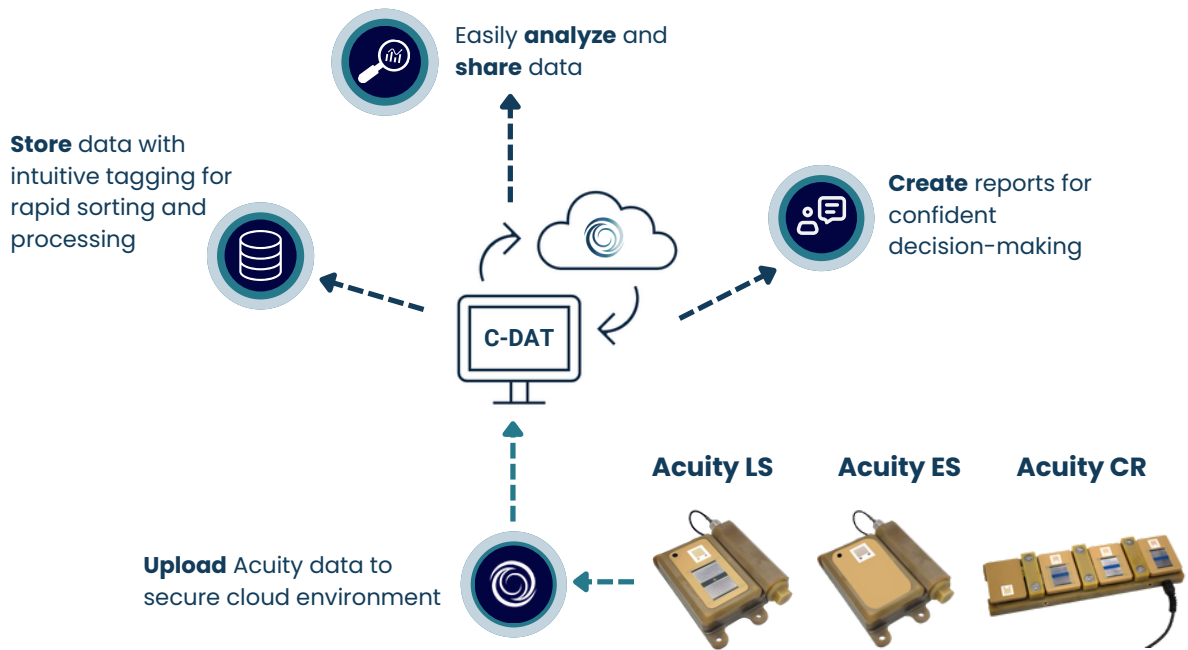 Easily analyze and
share data
Store data with
intuitive tagging for
rapid sorting and
processing
Create reports for
confident
decision-making
C-DAT
Acuity LS
Acuity ES
Acuity CR
Upload Acuity data to
secure cloud environment